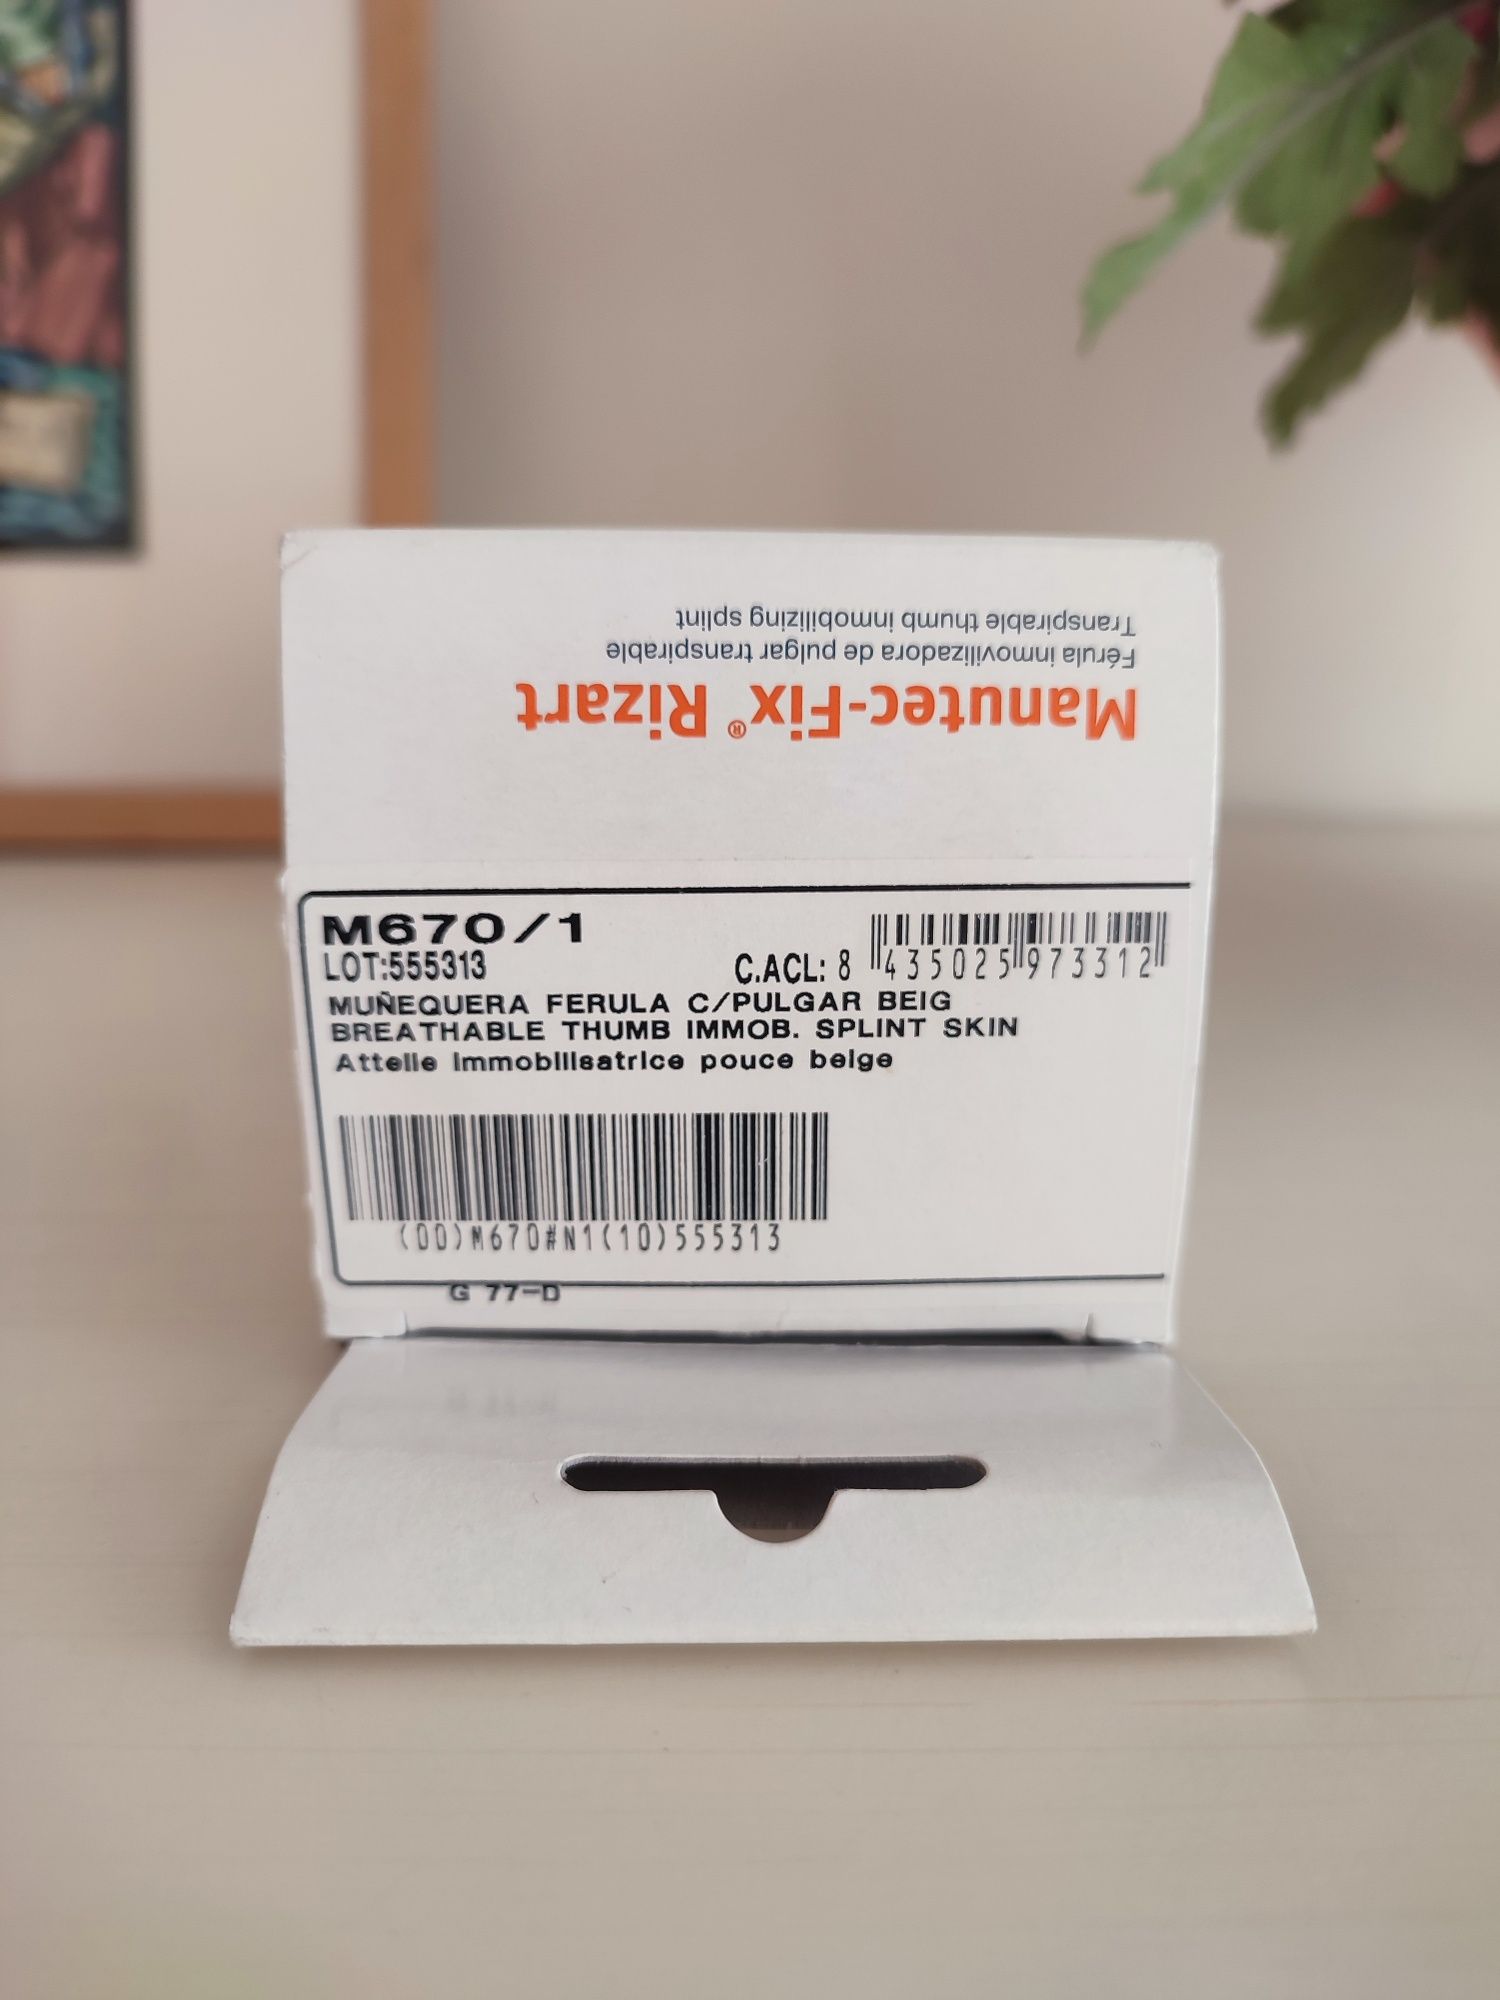 Manutec-Fix® Rizart
Férula inmovilizadora de pulgar transpirable
Transpirable thumb inmobilizing splint
M670/1
LOT:555313
C.ACL: 8 435025 973312
MUÑEQUERA FERULA C/PULGAR BEIG
BREATHABLE THUMB IMMOB. SPLINT SKIN
Attelle immobilisatrice pouce beige
(00)M670#N1(10)555313
G 77-D